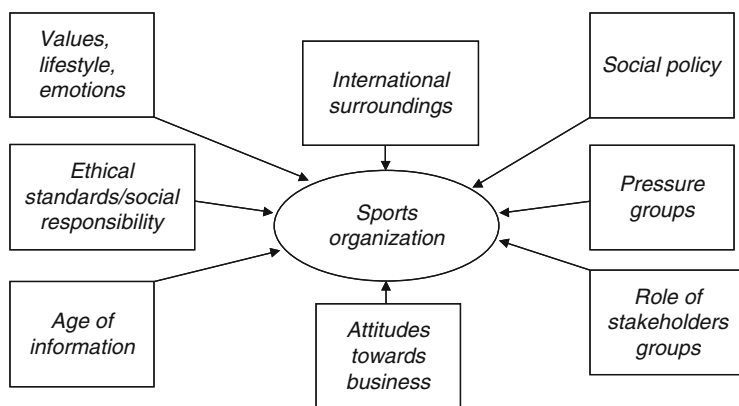 Values,
lifestyle,
emotions
International
surroundings
Social policy
Ethical
standards/social
responsibility
Sports
organization
Pressure
groups
Age of
information
Attitudes
towards
business
Role of
stakeholders
groups